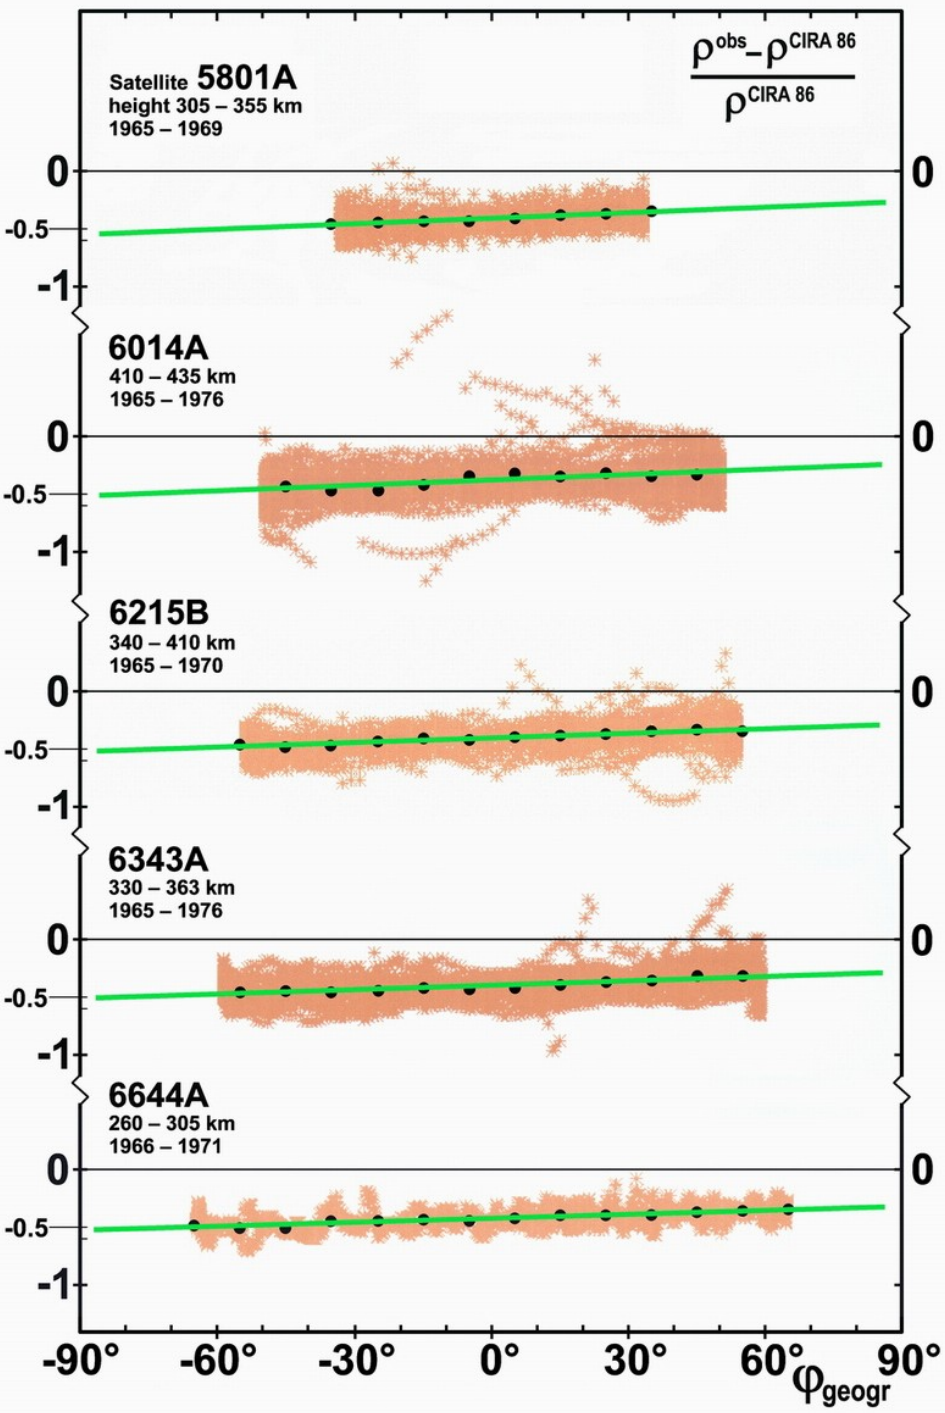 Satellite 5801A
height 305 – 355 km
1965 – 1969
ρobs–ρCIRA 86
ρCIRA 86
0
0
-0.5
-1
6014A
410 – 435 km
1965 – 1976
0
0
-0.5
-1
6215B
340 – 410 km
1965 – 1970
0
0
-0.5
-1
6343A
330 – 363 km
1965 – 1976
0
0
-0.5
-1
6644A
260 – 305 km
1966 – 1971
0
0
-0.5
-1
-90° -60° -30° 0° 30° 60° 90°
φgeogr